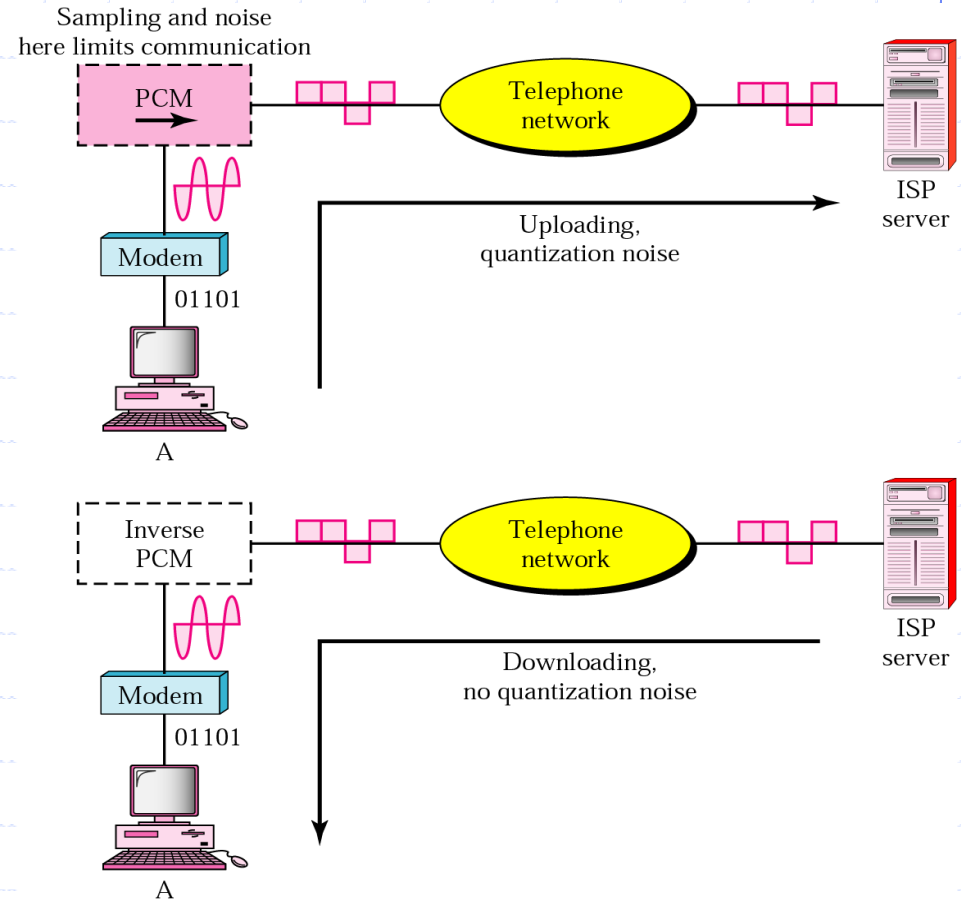 Sampling and noise
here limits communication
PCM
Telephone
network
ISP
server
Uploading,
quantization noise
Modem
01101
A
Inverse
PCM
Telephone
network
ISP
server
Downloading,
no quantization noise
Modem
01101
A